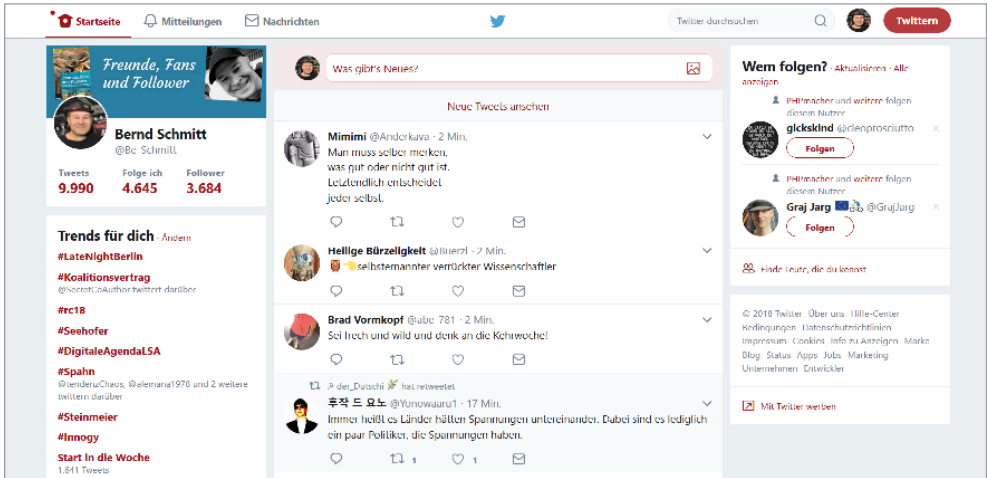 Startseite
Mitteilungen
Nachrichten
Twitter durchsuchen
Twittern
Freunde, Fans
und Follower
Bernd Schmitt
@Be_Schmitt
Tweets
Folge ich
Follower
9.990
4.645
3.684
Trends für dich · Ändern
#LateNightBerlin
#Koalitionsvertrag
@SecretCoAuthor twittert darüber
#rc18
#Seehofer
#DigitaleAgendaLSA
#Spahn
@tendenzChaos, @alemana1978 und 2 weitere
twittern darüber
#Steinmeier
#Innogy
Start in die Woche
1.641 Tweets
Was gibt's Neues?
Neue Tweets ansehen
Mimimi @Anderkava · 2 Min.
Man muss selber merken,
was gut oder nicht gut ist.
Letztendlich entscheidet
jeder selbst.
Heilige Bürzeligkeit @Buerzl · 2 Min.
🦉👈selbsternannter verrückter Wissenschaftler
Brad Vormkopf @abe_781 · 2 Min.
Sei frech und wild und denk an die Kehrwoche!
der_Dutschi 🌿 hat retweetet
후작 드 요노 @Yonowaaru1 · 17 Min.
Immer heißt es Länder hätten Spannungen untereinander. Dabei sind es lediglich
ein paar Politiker, die Spannungen haben.
1
1
Wem folgen? · Aktualisieren · Alle
anzeigen
PHPmacher und weitere folgen
diesem Nutzer
glckskind @cleoprosciutto
Folgen
PHPmacher und weitere folgen
diesem Nutzer
Graj Jarg 🇪🇺🚴 @GrajJarg
Folgen
Finde Leute, die du kennst
© 2018 Twitter Über uns Hilfe-Center
Bedingungen Datenschutzrichtlinien
Impressum Cookies Info zu Anzeigen Marke
Blog Status Apps Jobs Marketing
Unternehmen Entwickler
Mit Twitter werben